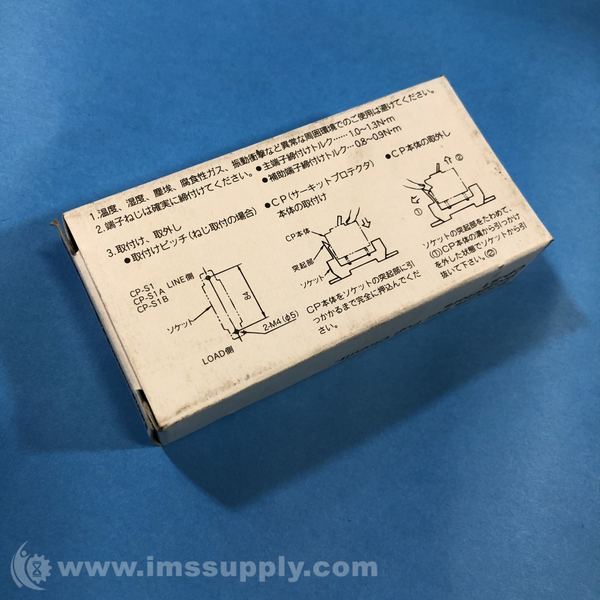 1.温度、湿度、塵埃、腐食性ガス、振動衝撃など異常な周囲環境でのご使用は避けてください。
2.端子ねじは確実に締付けてください。
●主端子締付けトルク……1.0~1.3N・m
●補助端子締付けトルク……0.8~0.9N・m
3.取付け、取外し
●取付けピッチ(ねじ取付の場合)
CP-S1
CP-S1A
CP-S1B
LINE側
ソケット
2-M4(φ5)
LOAD側
●CP(サーキットプロテクタ)
本体の取付け
CP本体
突起部
ソケット
CP本体をソケットの突起部に引
っかかるまで完全に押込んでくだ
さい。
●CP本体の取外し
②
①
ソケットの突起部をたわめて、
(①)CP本体の溝から引っかけ
を外した状態でソケットから引
抜いて下さい。(②)
www.imssupply.com